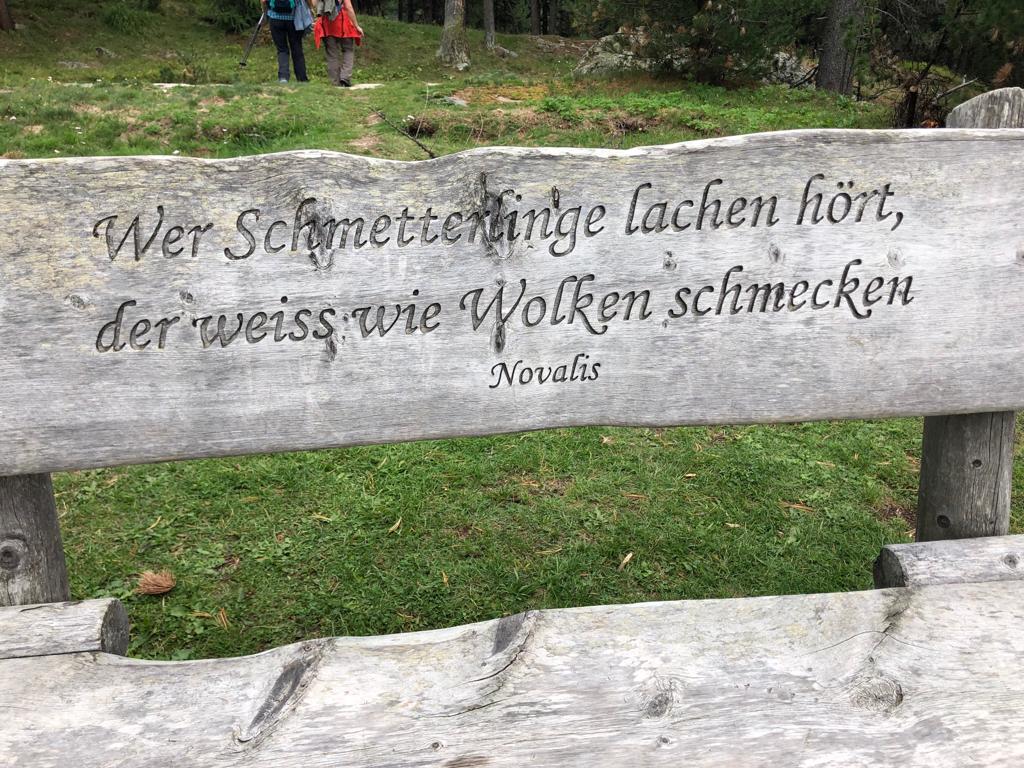 Wer Schmetterlinge lachen hört,
der weiss wie Wolken schmecken
Novalis